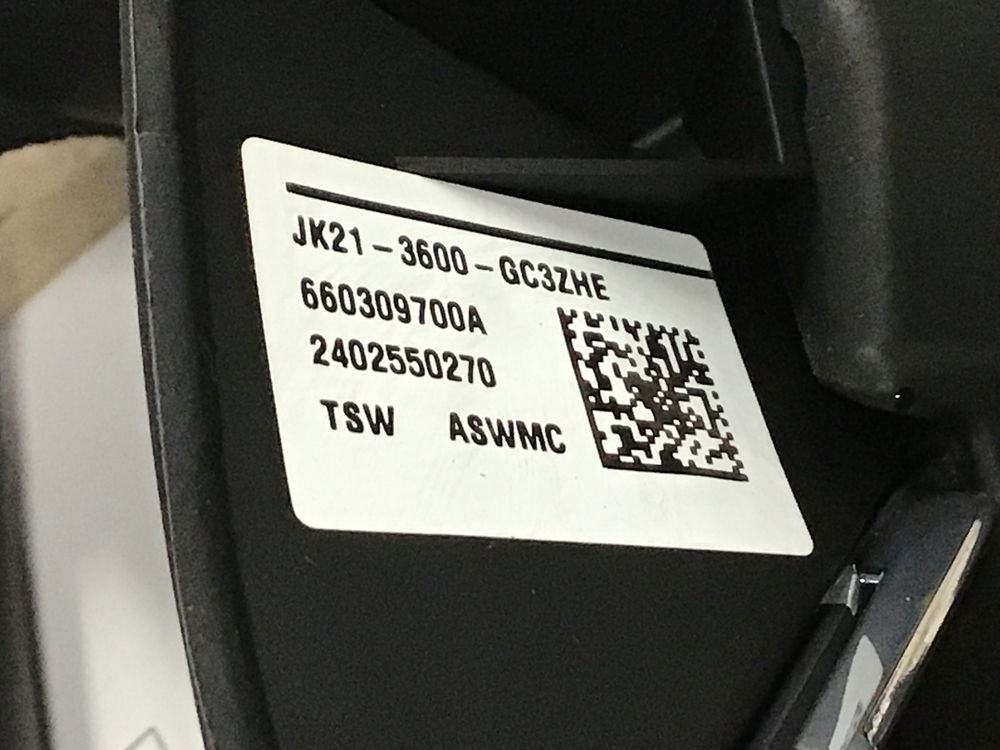 JK21-3600-GC3ZHE
660309700A
2402550270
TSW ASWMC